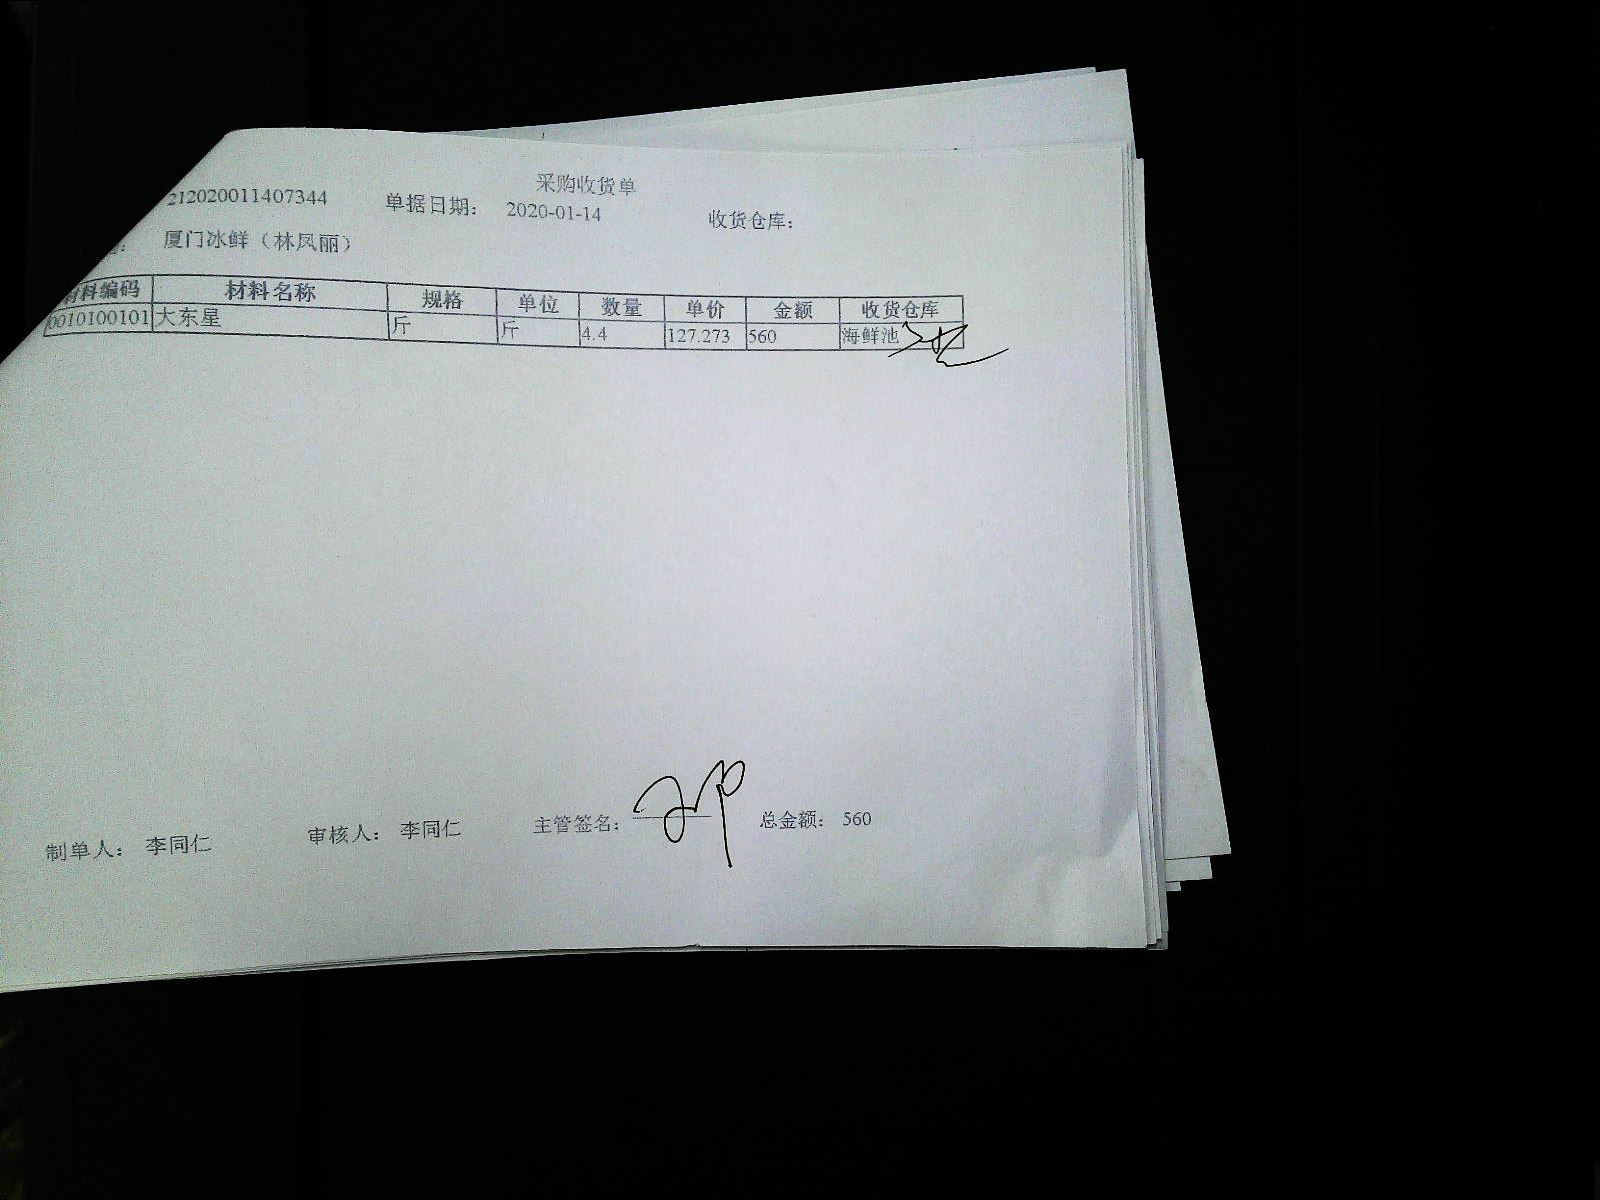 采购收货单
212020011407344 单据日期： 2020-01-14 收货仓库：
厦门冰鲜（林凤丽）
材料编码 材料名称 规格 单位 数量 单价 金额 收货仓库
0010100101 大东星 斤 斤 4.4 127.273 560 海鲜池
制单人： 李同仁 审核人： 李同仁 主管签名： 总金额： 560